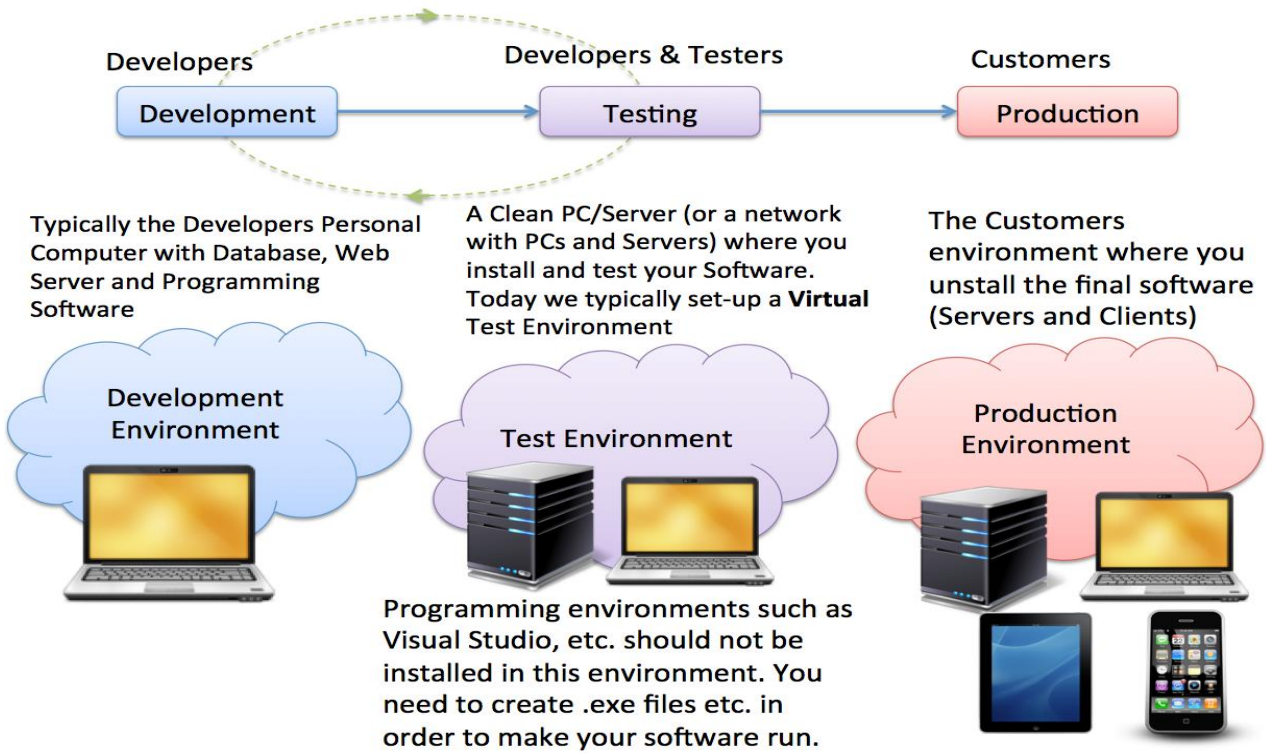 Developers
Developers & Testers
Customers
Development
Testing
Production
Typically the Developers Personal
Computer with Database, Web
Server and Programming
Software
A Clean PC/Server (or a network
with PCs and Servers) where you
install and test your Software.
Today we typically set-up a Virtual
Test Environment
The Customers
environment where you
unstall the final software
(Servers and Clients)
Development
Environment
Test Environment
Production
Environment
Programming environments such as
Visual Studio, etc. should not be
installed in this environment. You
need to create .exe files etc. in
order to make your software run.